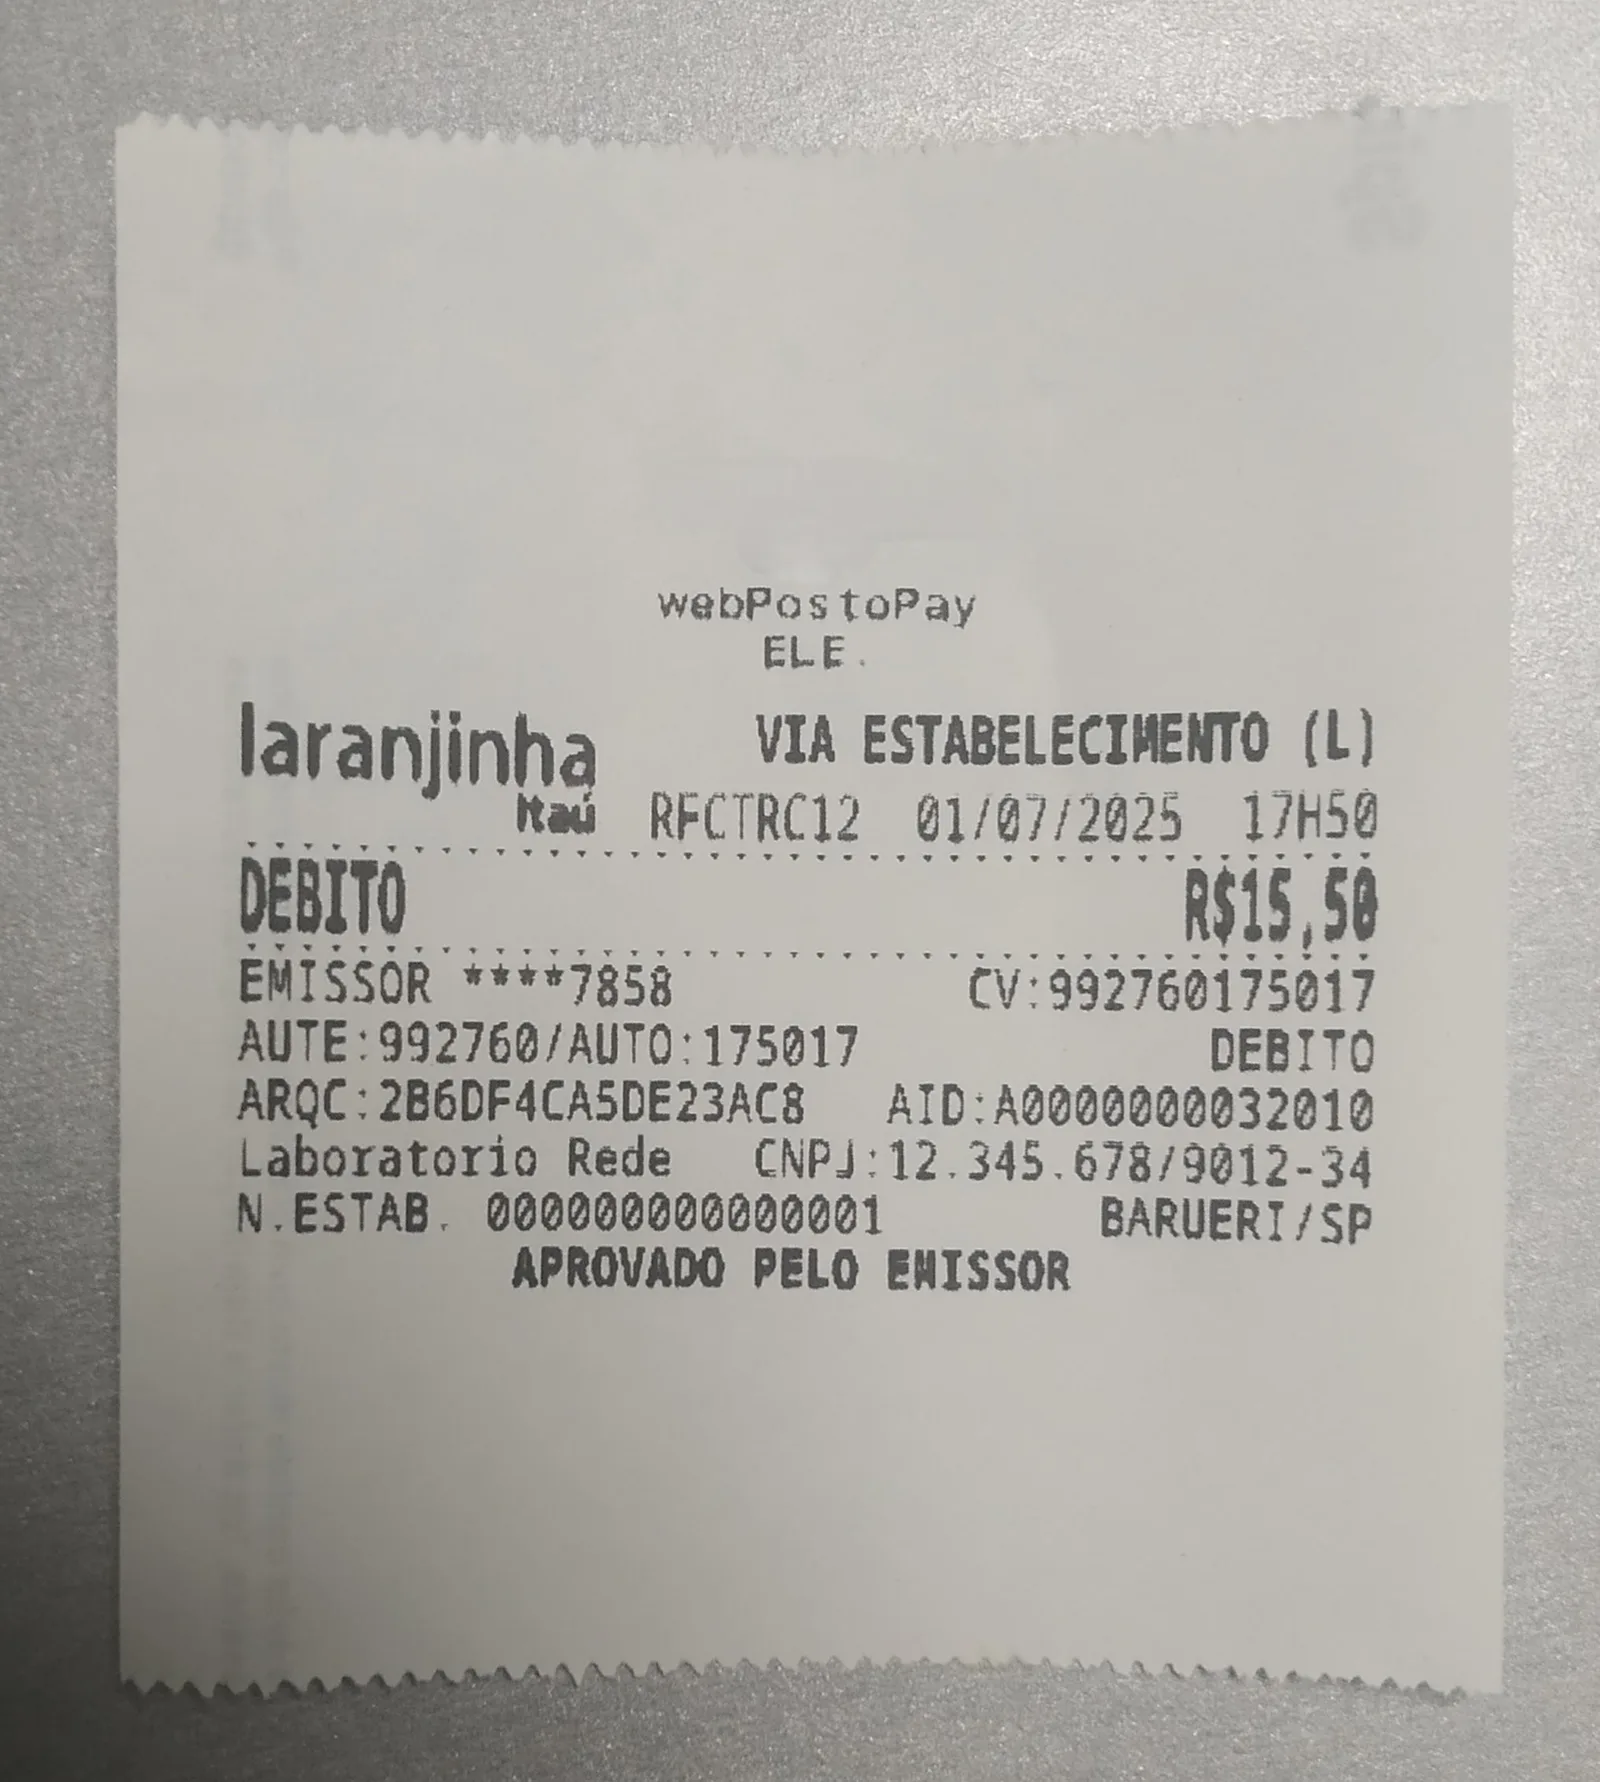 webPostoPay
ELE.
laranjinha VIA ESTABELECIMENTO (L)
Itaú RFCTRC12 01/07/2025 17H50
DEBITO R$15,50
EMISSOR ****7858 CV:992760175017
AUTE:992760/AUTO:175017 DEBITO
ARQC:2B6DF4CA5DE23AC8 AID:A0000000032010
Laboratorio Rede CNPJ:12.345.678/9012-34
N.ESTAB. 000000000000001 BARUERI/SP
APROVADO PELO EMISSOR